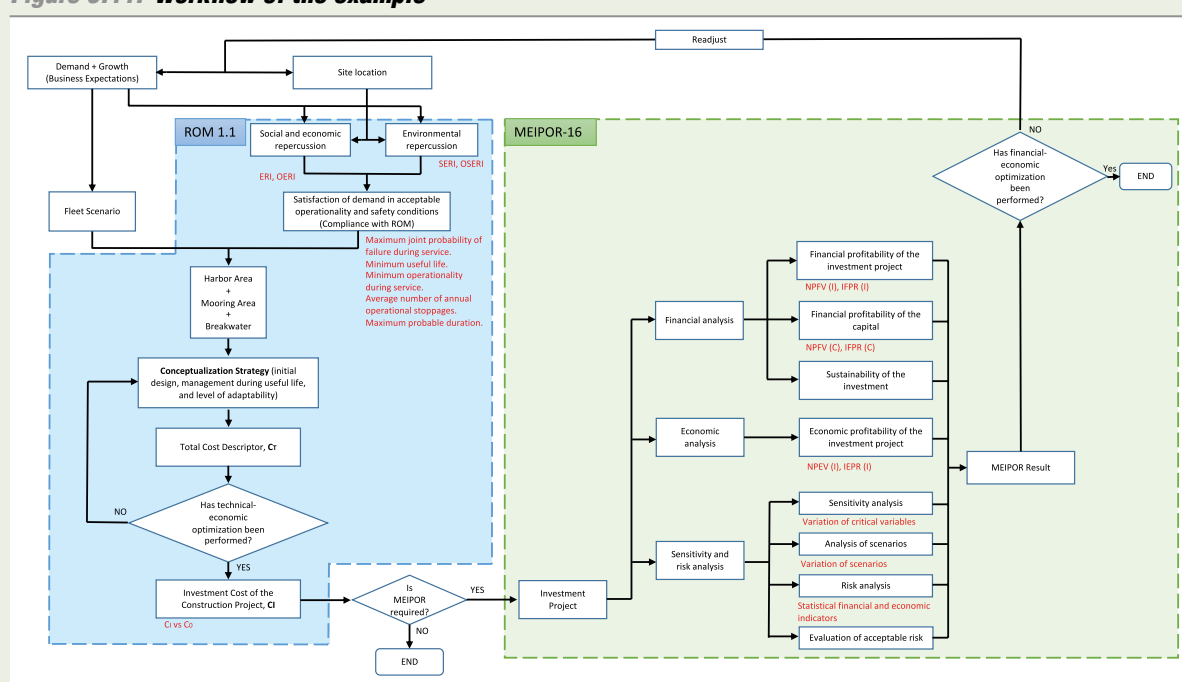 Figure
Workflow of the example
Readjust
Demand + Growth
(Business Expectations)
Site location
ROM 1.1
Social and economic
repercussion
Environmental
repercussion
ERI, OERI
SERI, OSERI
Fleet Scenario
Satisfaction of demand in acceptable
operationality and safety conditions
(Compliance with ROM)
Maximum joint probability of
failure during service.
Minimum useful life.
Minimum operationality
during service.
Average number of annual
operational stoppages.
Maximum probable duration.
Harbor Area
+
Mooring Area
+
Breakwater
Conceptualization Strategy (initial
design, management during useful life,
and level of adaptability)
Total Cost Descriptor, CT
Has technical-
economic
optimization been
performed?
NO
YES
Investment Cost of the
Construction Project, CI
CI vs C0
Is
MEIPOR
required?
YES
NO
END
MEIPOR-16
Investment
Project
Financial analysis
Economic
analysis
Sensitivity and
risk analysis
Financial profitability of the
investment project
NPFV (I), IFPR (I)
Financial profitability of the
capital
NPFV (C), IFPR (C)
Sustainability of the
investment
Economic profitability of the
investment project
NPEV (I), IEPR (I)
Sensitivity analysis
Variation of critical variables
Analysis of scenarios
Variation of scenarios
Risk analysis
Statistical financial and economic
indicators
Evaluation of acceptable risk
MEIPOR Result
Has financial-
economic
optimization
been
performed?
NO
Yes
END